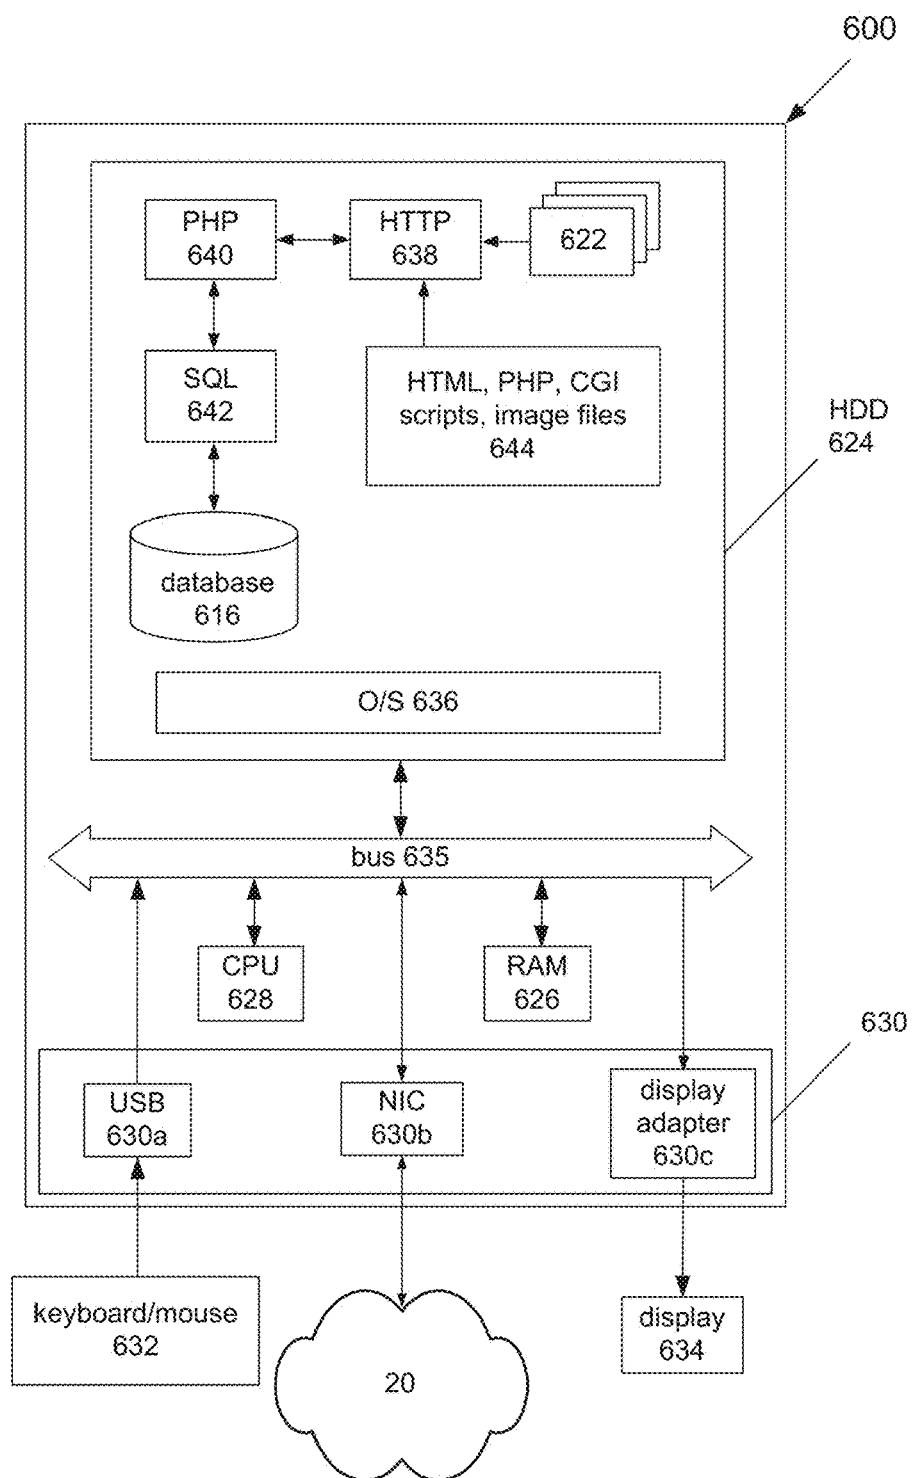 600
PHP
640
HTTP
638
622
SQL
642
HTML, PHP, CGI
scripts, image files
644
HDD
624
database
616
O/S 636
bus 635
CPU
628
RAM
626
630
USB
630a
NIC
630b
display
adapter
630c
keyboard/mouse
632
20
display
634